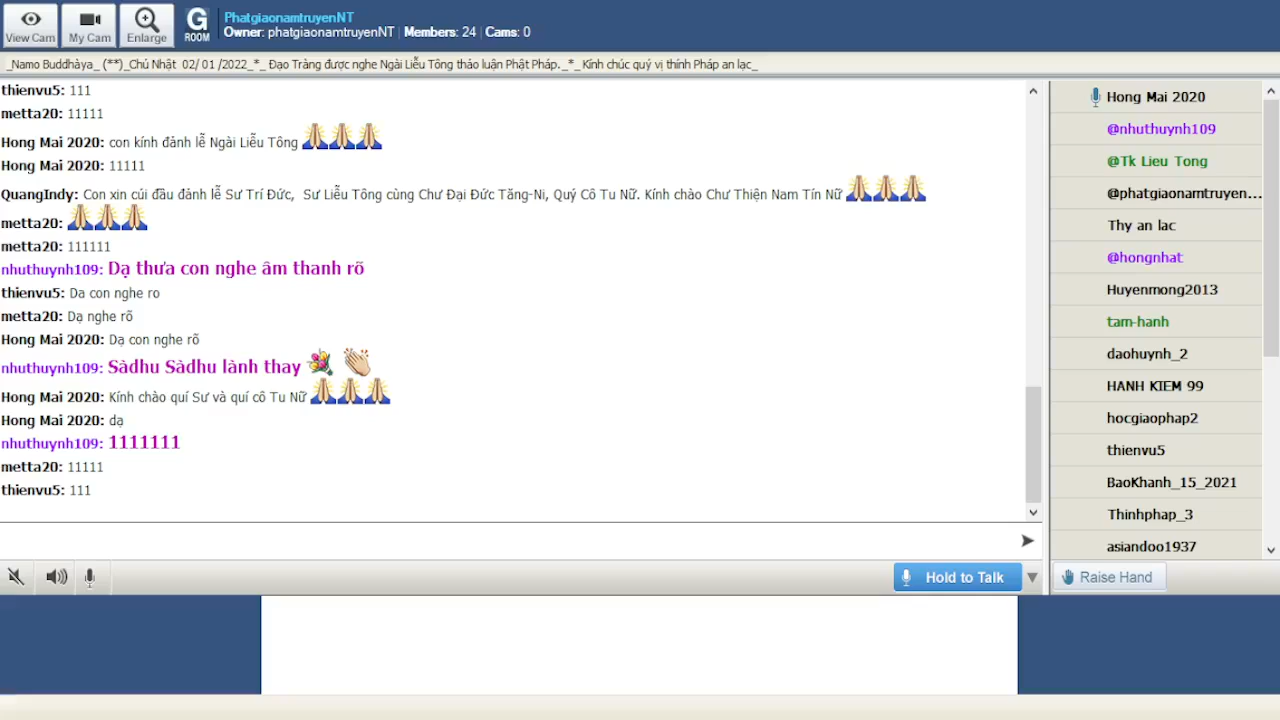 PhatgiaonamtruyenNT
View Cam
My Cam
Enlarge
G ROOM
Owner: phatgiaonamtruyenNT | Members: 24 | Cams: 0
_Namo Buddhàya_ (**)_Chủ Nhật 02/ 01 /2022_*_ Đạo Tràng được nghe Ngài Liễu Tông thảo luận Phật Pháp._*_ Kính chúc quý vị thính Pháp an lạc_
thienvu5: 111
metta20: 11111
Hong Mai 2020: con kính đảnh lễ Ngài Liễu Tông
Hong Mai 2020: 11111
QuangIndy: Con xin cúi đầu đảnh lễ Sư Trí Đức, Sư Liễu Tông cùng Chư Đại Đức Tăng-Ni, Quý Cô Tu Nữ. Kính chào Chư Thiện Nam Tín Nữ
metta20:
metta20: 111111
nhuthuynh109: Dạ thưa con nghe âm thanh rõ
thienvu5: Da con nghe ro
metta20: Dạ nghe rõ
Hong Mai 2020: Dạ con nghe rõ
nhuthuynh109: Sàdhu Sàdhu lành thay
Hong Mai 2020: Kính chào quí Sư và quí cô Tu Nữ
Hong Mai 2020: dạ
nhuthuynh109: 1111111
metta20: 11111
thienvu5: 111
Hold to Talk
Hong Mai 2020
@nhuthuynh109
@Tk Lieu Tong
@phatgiaonamtruyen...
Thy an lac
@hongnhat
Huyenmong2013
tam-hanh
daohuynh_2
HANH KIEM 99
hocgiaophap2
thienvu5
BaoKhanh_15_2021
Thinhphap_3
asiandoo1937
Raise Hand